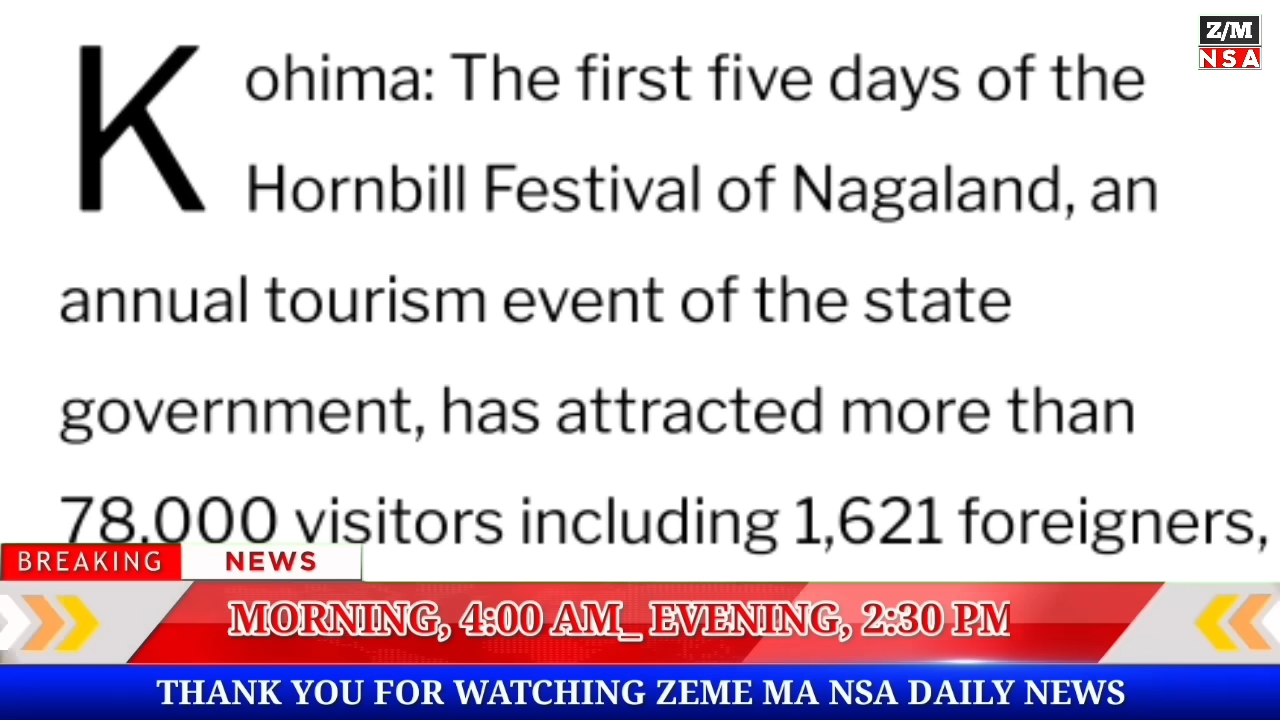 Z/M
NSA
Kohima: The first five days of the
Hornbill Festival of Nagaland, an
annual tourism event of the state
government, has attracted more than
78,000 visitors including 1,621 foreigners,
BREAKING NEWS
MORNING, 4:00 AM_ EVENING, 2:30 PM
THANK YOU FOR WATCHING ZEME MA NSA DAILY NEWS